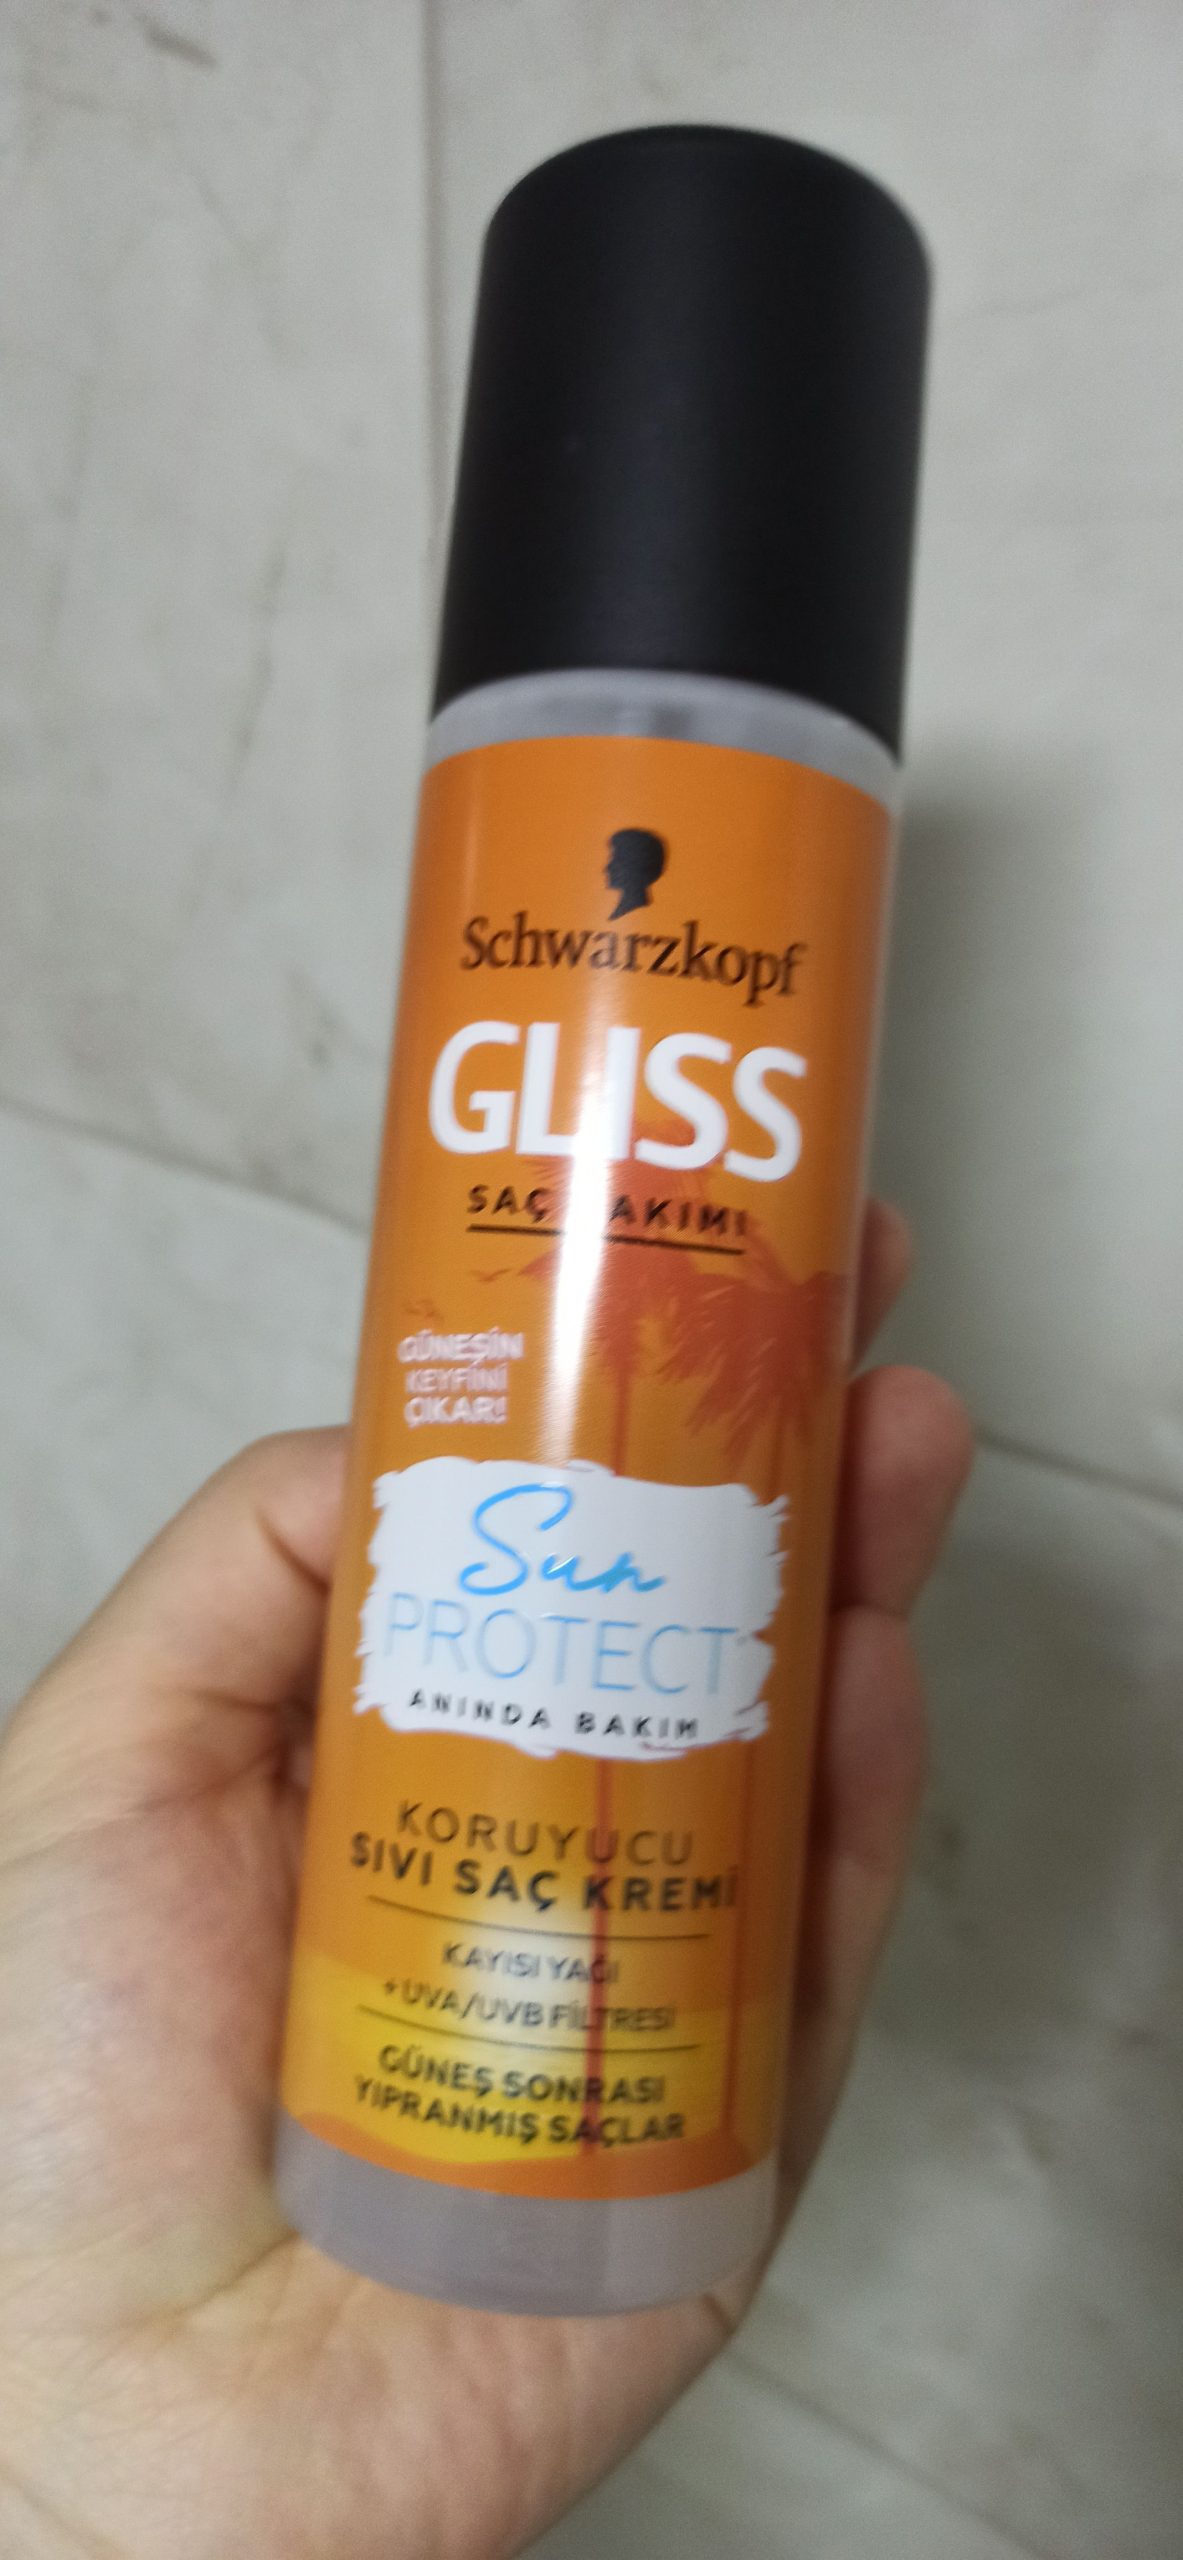 Schwarzkopf
GLISS
SAÇ BAKIMI
GÜNEŞİN
KEYFİNİ
ÇIKAR!
Sun
PROTECT
ANINDA BAKIM
KORUYUCU
SIVI SAÇ KREMİ
KAYISI YAĞI
+UVA/UVB FİLTRESİ
GÜNEŞ SONRASI
YIPRANMIŞ SAÇLAR